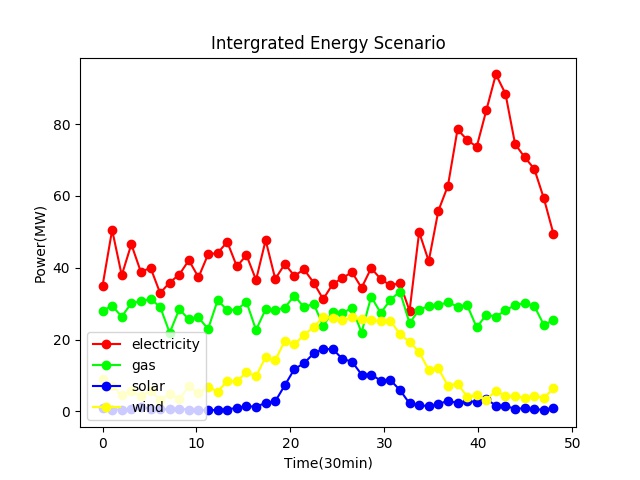 Intergrated Energy Scenario
Power(MW)
80
60
40
20
0
electricity
gas
solar
wind
0 10 20 30 40 50
Time(30min)